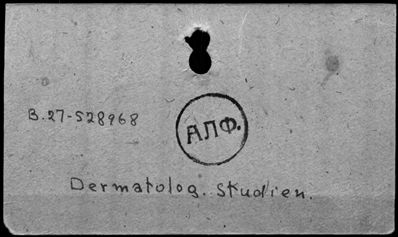 B.27-528968
АЛФ.
Dermatolog. Studien.